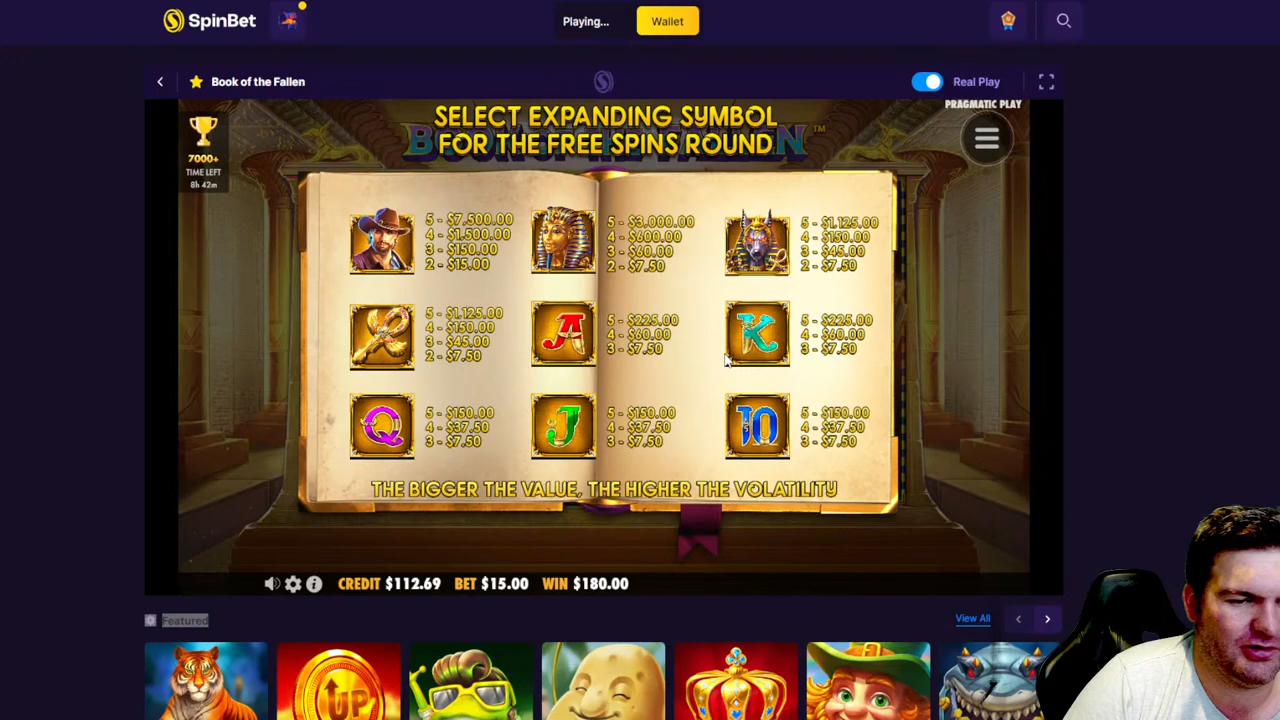 SpinBet
Playing...
Wallet
Book of the Fallen
Real Play
PRAGMATIC PLAY
SELECT EXPANDING SYMBOL
FOR THE FREE SPINS ROUND
7000+
TIME LEFT
8h 42m
5 - $7,500.00
4 - $1,500.00
3 - $150.00
2 - $15.00
5 - $3,000.00
4 - $600.00
3 - $60.00
2 - $7.50
5 - $1,125.00
4 - $150.00
3 - $45.00
2 - $7.50
5 - $1,125.00
4 - $150.00
3 - $45.00
2 - $7.50
A
5 - $225.00
4 - $60.00
3 - $7.50
K
5 - $225.00
4 - $60.00
3 - $7.50
Q
5 - $150.00
4 - $37.50
3 - $7.50
J
5 - $150.00
4 - $37.50
3 - $7.50
10
5 - $150.00
4 - $37.50
3 - $7.50
THE BIGGER THE VALUE, THE HIGHER THE VOLATILITY
CREDIT $112.69 BET $15.00 WIN $180.00
Featured
View All
UP